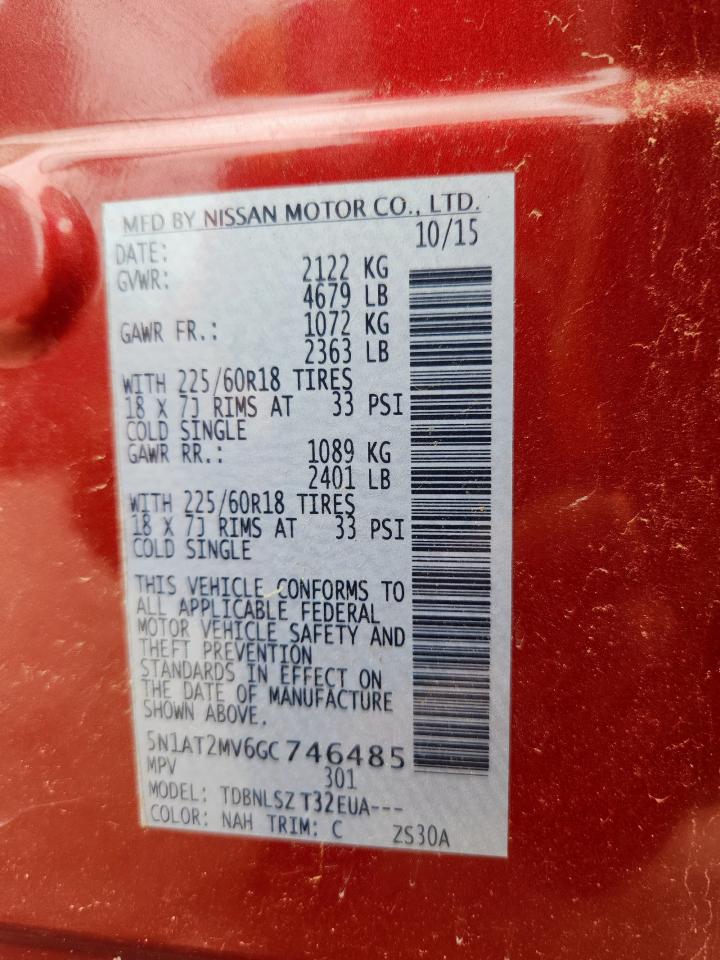 MFD BY NISSAN MOTOR CO., LTD.
DATE: 10/15
GVWR: 2122 KG
4679 LB
GAWR FR.: 1072 KG
2363 LB
WITH 225/60R18 TIRES
18 X 7J RIMS AT 33 PSI
COLD SINGLE
GAWR RR.: 1089 KG
2401 LB
WITH 225/60R18 TIRES
18 X 7J RIMS AT 33 PSI
COLD SINGLE
THIS VEHICLE CONFORMS TO
ALL APPLICABLE FEDERAL
MOTOR VEHICLE SAFETY AND
THEFT PREVENTION
STANDARDS IN EFFECT ON
THE DATE OF MANUFACTURE
SHOWN ABOVE.
5N1AT2MV6GC746485
MPV 301
MODEL: TDBNLSZ T32EUA---
COLOR: NAH TRIM: C ZS30A